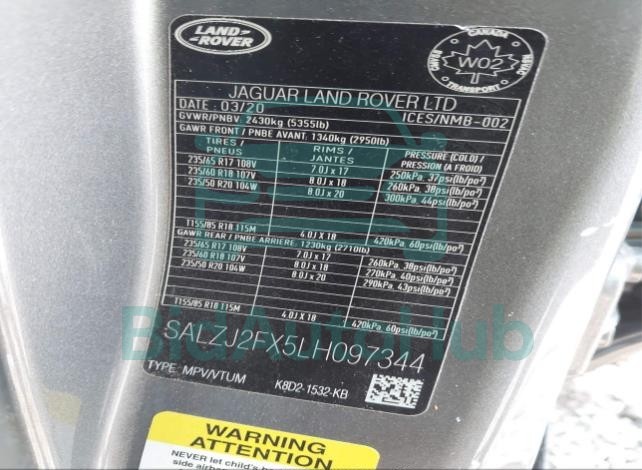 LAND
ROVER
CANADA
W02
TRANSPORT
JAGUAR LAND ROVER LTD
DATE : 03/20 ICES/NMB-002
GVWR/PNBV: 2430kg (5355lb)
GAWR FRONT / PNBE AVANT: 1340kg (2950lb)
TIRES / PNEUS RIMS / JANTES PRESSURE (COLD) / PRESSION (A FROID)
235/65 R17 108V 7.0J x 17 250kPa, 37psi(lb/po²)
235/60 R18 107V 8.0J x 18 260kPa, 38psi(lb/po²)
235/50 R20 104W 8.0J x 20 300kPa, 44psi(lb/po²)
T155/85 R18 115M 4.0J X 18 420kPa, 60psi(lb/po²)
GAWR REAR / PNBE ARRIERE: 1230kg (2710lb)
235/65 R17 108V 7.0J x 17 260kPa, 38psi(lb/po²)
235/60 R18 107V 8.0J x 18 270kPa, 40psi(lb/po²)
235/50 R20 104W 8.0J x 20 290kPa, 43psi(lb/po²)
T155/85 R18 115M 4.0J X 18 420kPa, 60psi(lb/po²)
BidAutoHub
SALZJ2FX5LH097344
TYPE MPV/VTUM K8D2-1532-KB
WARNING
ATTENTION
NEVER let child's
side airba